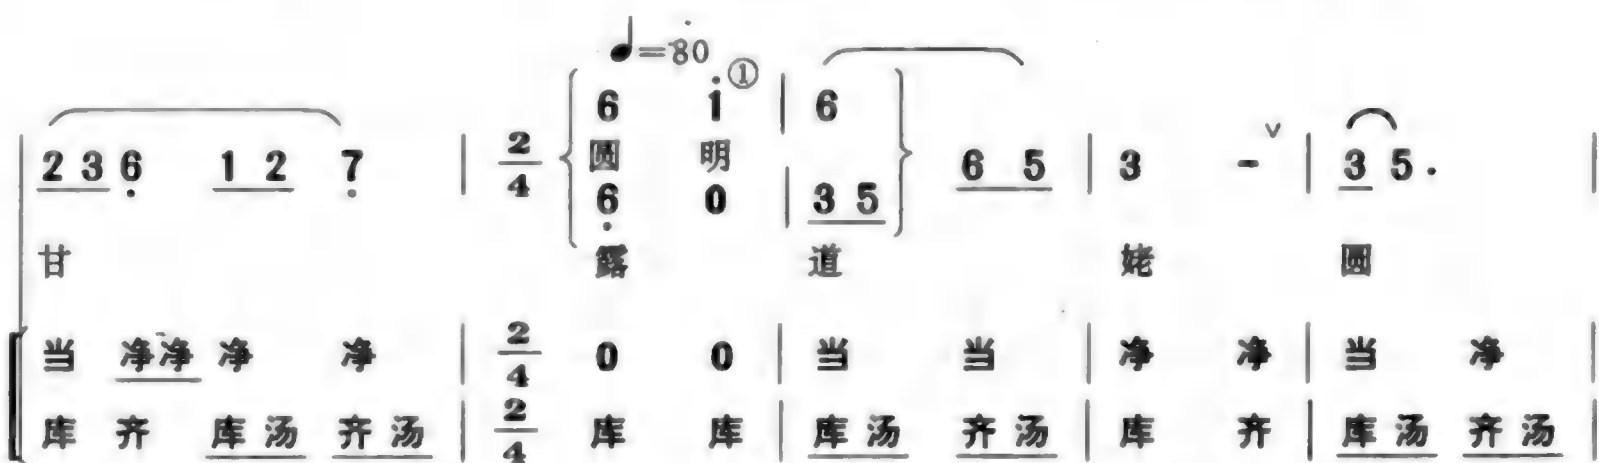 ♩=80
6 i ① | 6
2 3 6 1 2 7 | 2/4 圆 明 6 5 | 3 - ∨ | 3 5. |
6 0 | 3 5
甘 露 道 姥 圆
当 净净 净 净 | 2/4 0 0 | 当 当 | 净 净 | 当 净 |
库 齐 库汤 齐汤 | 2/4 库 库 | 库汤 齐汤 | 库 齐 | 库汤 齐汤 |